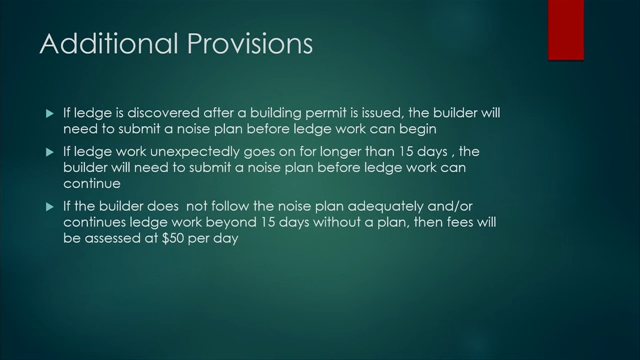 Additional Provisions
If ledge is discovered after a building permit is issued, the builder will
need to submit a noise plan before ledge work can begin
If ledge work unexpectedly goes on for longer than 15 days , the
builder will need to submit a noise plan before ledge work can
continue
If the builder does  not follow the noise plan adequately and/or
continues ledge work beyond 15 days without a plan, then fees will
be assessed at $50 per day